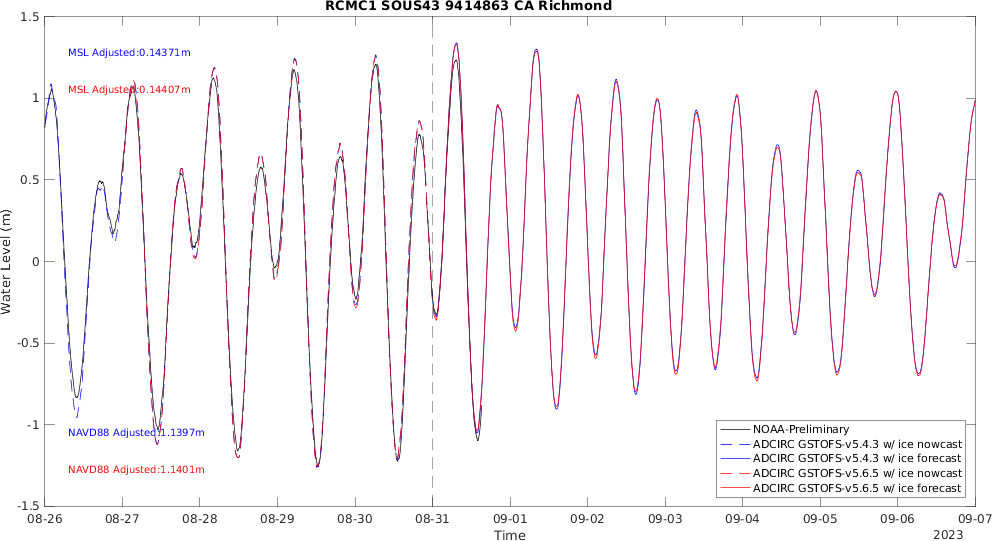 RCMC1 SOUS43 9414863 CA Richmond
1.5
MSL Adjusted:0.14371m
MSL Adjusted:0.14407m
1
0.5
Water Level (m)
0
-0.5
-1
NAVD88 Adjusted:1.1397m
NAVD88 Adjusted:1.1401m
-1.5
NOAA-Preliminary
ADCIRC GSTOFS-v5.4.3 w/ ice nowcast
ADCIRC GSTOFS-v5.4.3 w/ ice forecast
ADCIRC GSTOFS-v5.6.5 w/ ice nowcast
ADCIRC GSTOFS-v5.6.5 w/ ice forecast
08-26 08-27 08-28 08-29 08-30 08-31 09-01 09-02 09-03 09-04 09-05 09-06 09-07
Time
2023